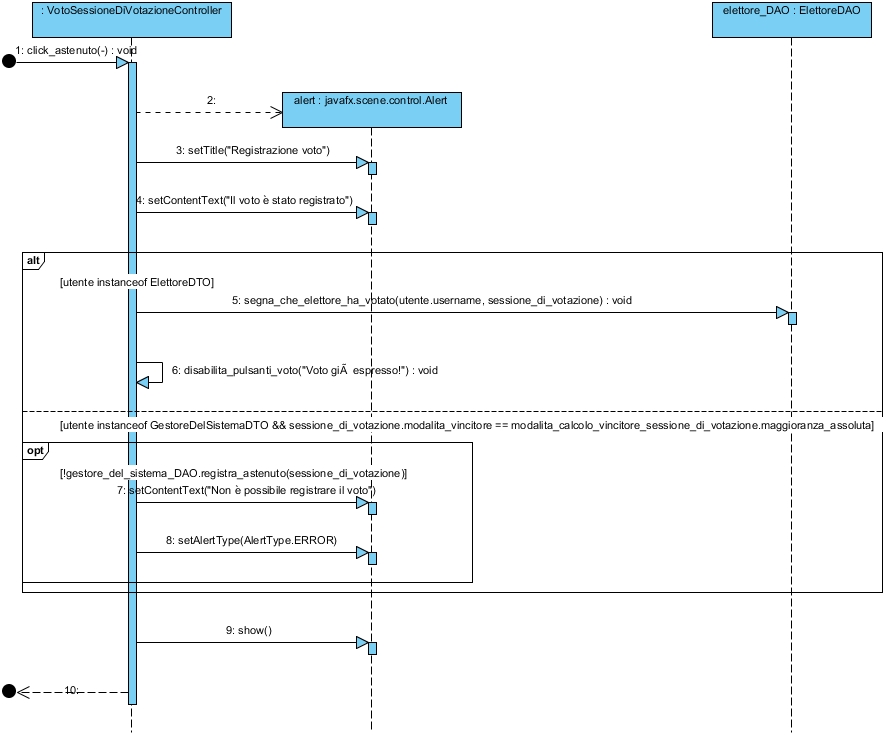 : VotoSessioneDiVotazioneController
elettore_DAO : ElettoreDAO
1: click_astenuto(-) : void
2:
alert : javafx.scene.control.Alert
3: setTitle("Registrazione voto")
4: setContentText("Il voto è stato registrato")
alt
[utente instanceof ElettoreDTO]
5: segna_che_elettore_ha_votato(utente.username, sessione_di_votazione) : void
6: disabilita_pulsanti_voto("Voto giÃ espresso!") : void
[utente instanceof GestoreDelSistemaDTO && sessione_di_votazione.modalita_vincitore == modalita_calcolo_vincitore_sessione_di_votazione.maggioranza_assoluta]
opt
[!gestore_del_sistema_DAO.registra_astenuto(sessione_di_votazione)]
7: setContentText("Non è possibile registrare il voto")
8: setAlertType(AlertType.ERROR)
9: show()
10: